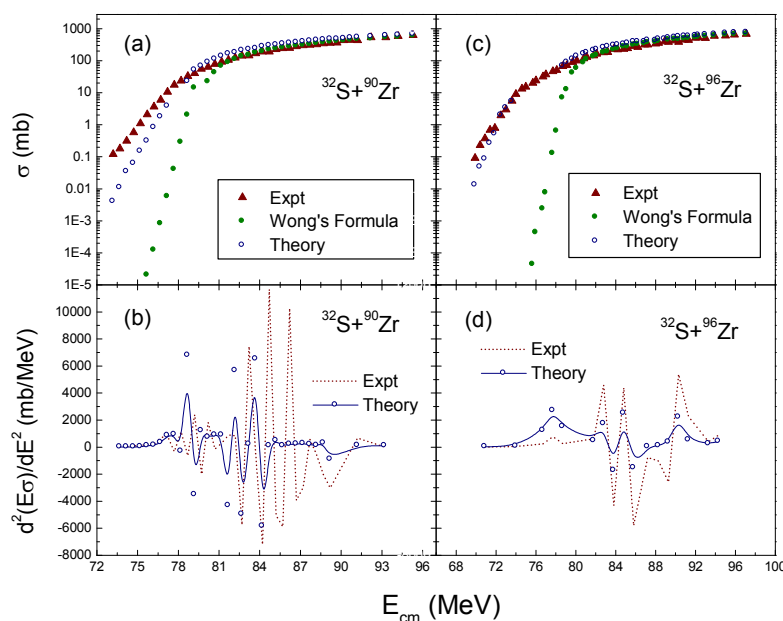 (a)
³²S+⁹⁰Zr
1000
100
10
1
0.1
0.01
1E-3
1E-4
1E-5
σ (mb)
Expt
Wong's Formula
Theory
(c)
³²S+⁹⁶Zr
Expt
Wong's Formula
Theory
(b)
³²S+⁹⁰Zr
10000
8000
6000
4000
2000
0
-2000
-4000
-6000
-8000
d²(Eσ)/dE² (mb/MeV)
Expt
Theory
72 75 78 81 84 87 90 93 96
(d)
³²S+⁹⁶Zr
Expt
Theory
68 72 76 80 84 88 92 96 100
E_cm (MeV)